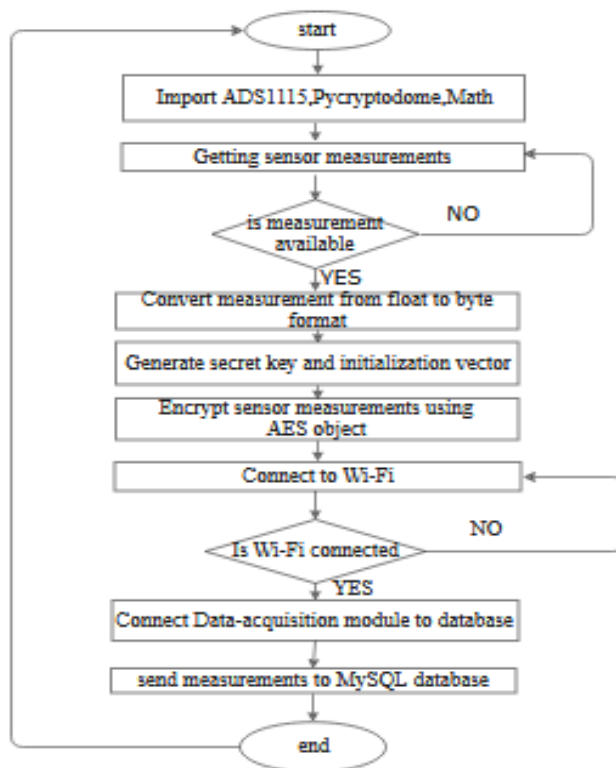 start
Import ADS1115,Pycryptodome,Math
Getting sensor measurements
is measurement
available
NO
YES
Convert measurement from float to byte
format
Generate secret key and initialization vector
Encrypt sensor measurements using
AES object
Connect to Wi-Fi
Is Wi-Fi connected
NO
YES
Connect Data-acquisition module to database
send measurements to MySQL database
end